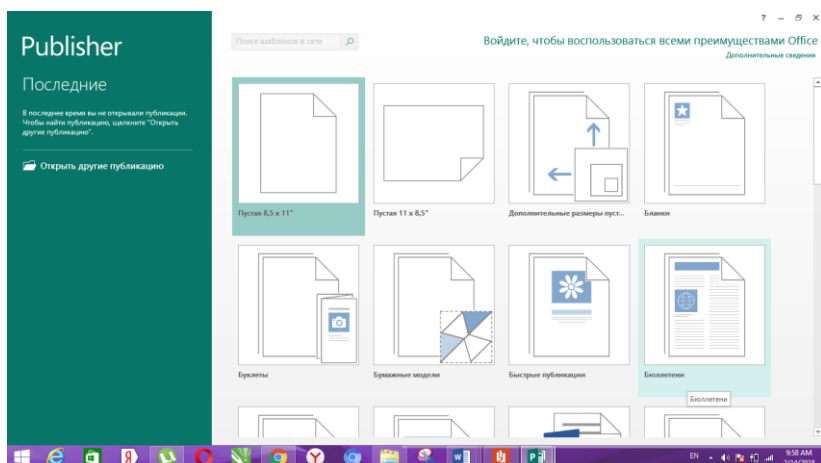 Publisher
Последние
В последнее время вы не открывали публикации.
Чтобы найти публикацию, щелкните "Открыть
другие публикацию".
Открыть другие публикацию
Поиск шаблонов в сети
? – x
Войдите, чтобы воспользоваться всеми преимуществами Office
Дополнительные сведения
Пустая 8,5 x 11"
Пустая 11 x 8,5"
Дополнительные размеры пуст...
Бланки
Буклеты
Бумажные модели
Быстрые публикации
Бюллетени
Бюллетени
EN
9:58 AM